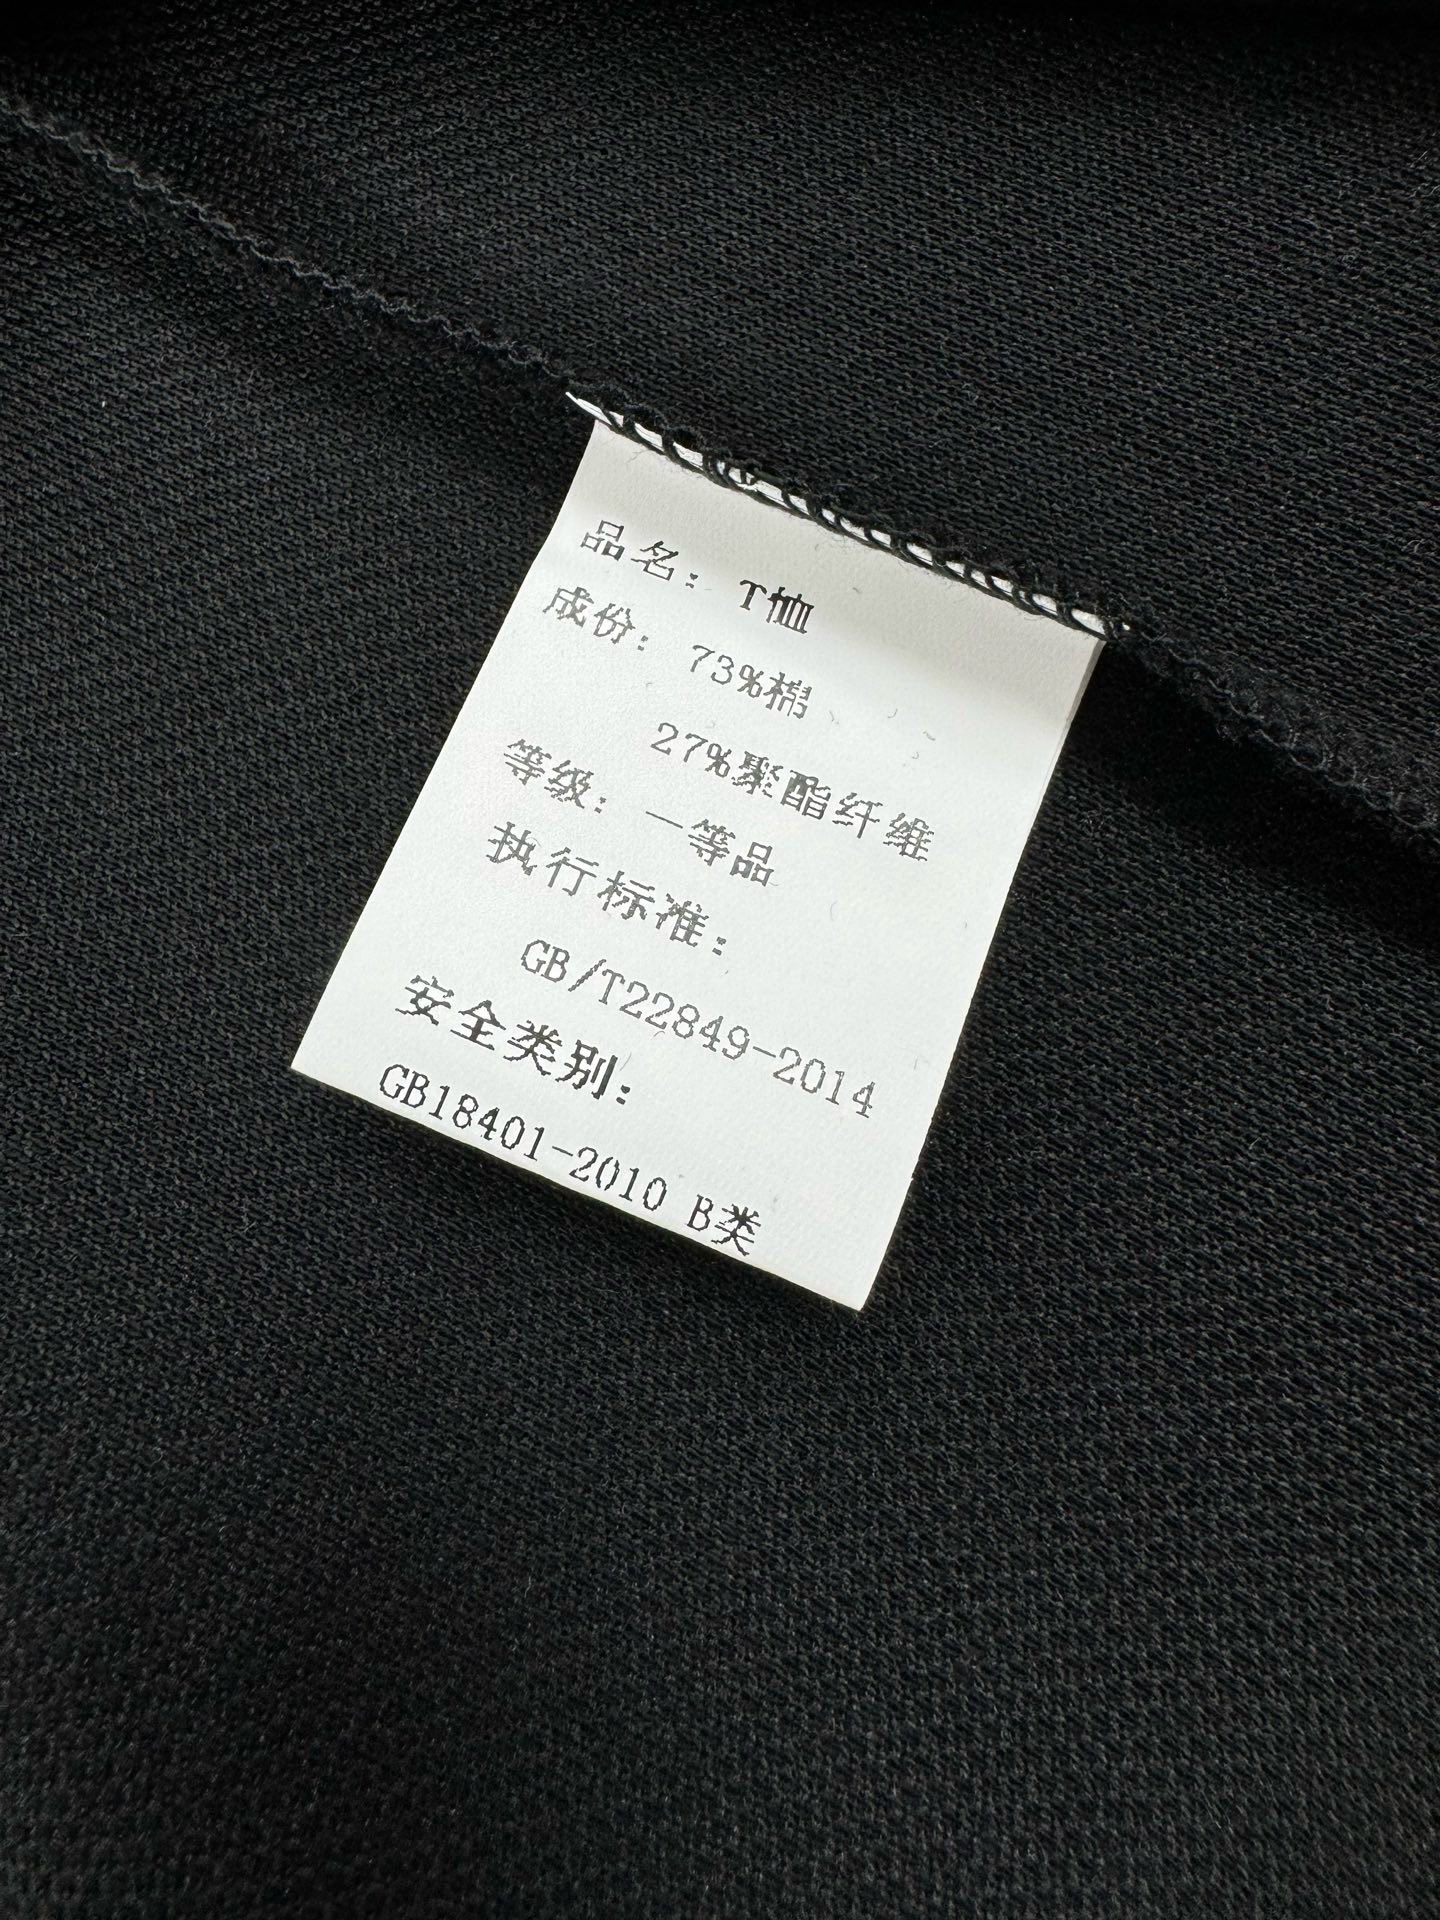 品名：T恤
成份：73%棉
27%聚酯纤维
等级：一等品
执行标准：
GB/T22849-2014
安全类别：
GB18401-2010 B类